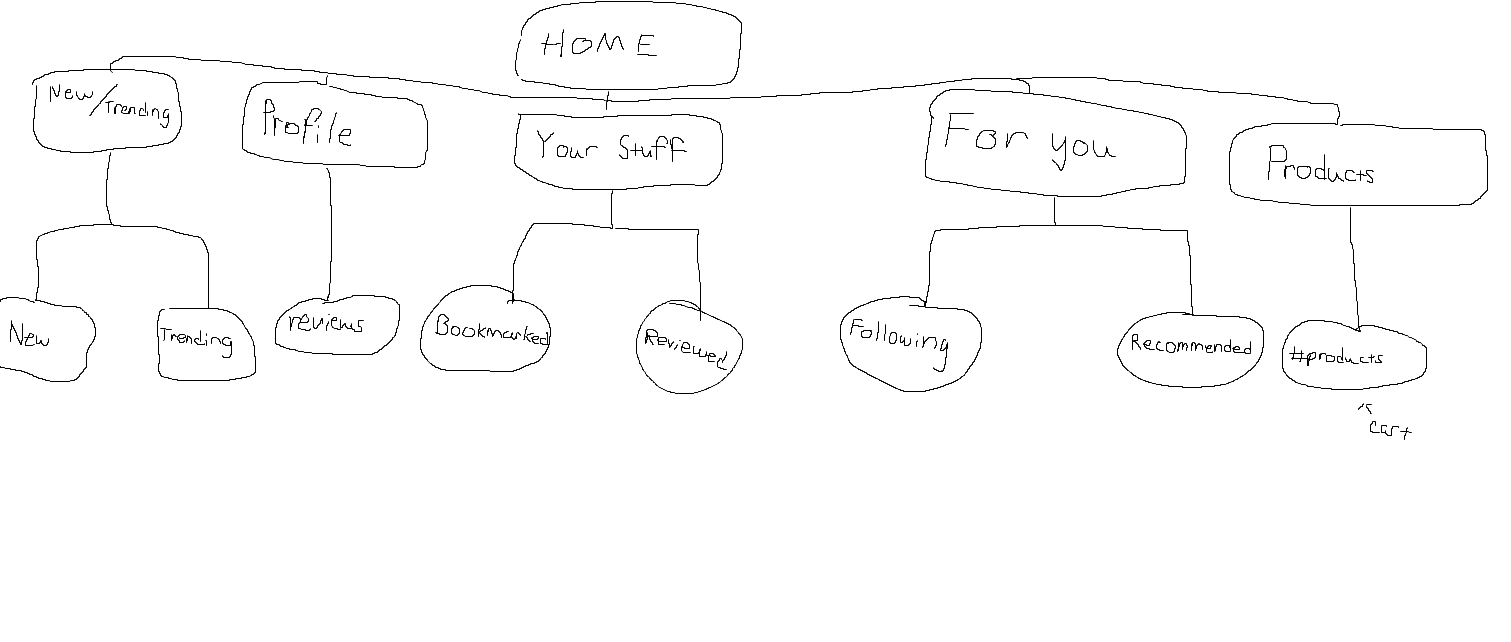 HOME
New/Trending
Profile
Your Stuff
For you
Products
New
Trending
reviews
Bookmarked
Reviewed
Following
Recommended
#products
cart